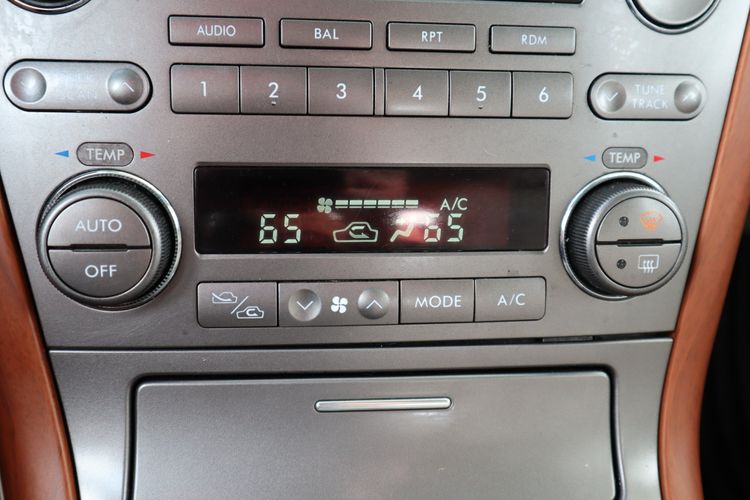 AUDIO BAL RPT RDM
1 2 3 4 5 6
TUNE
TRACK
TEMP TEMP
A/C
65 65
AUTO
OFF
MODE A/C